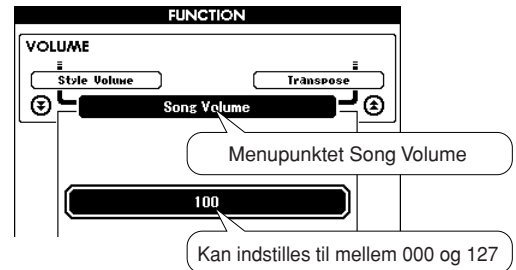 FUNCTION
VOLUME
Style Volume
Transpose
Song Volume
Menupunktet Song Volume
100
Kan indstilles til mellem 000 og 127